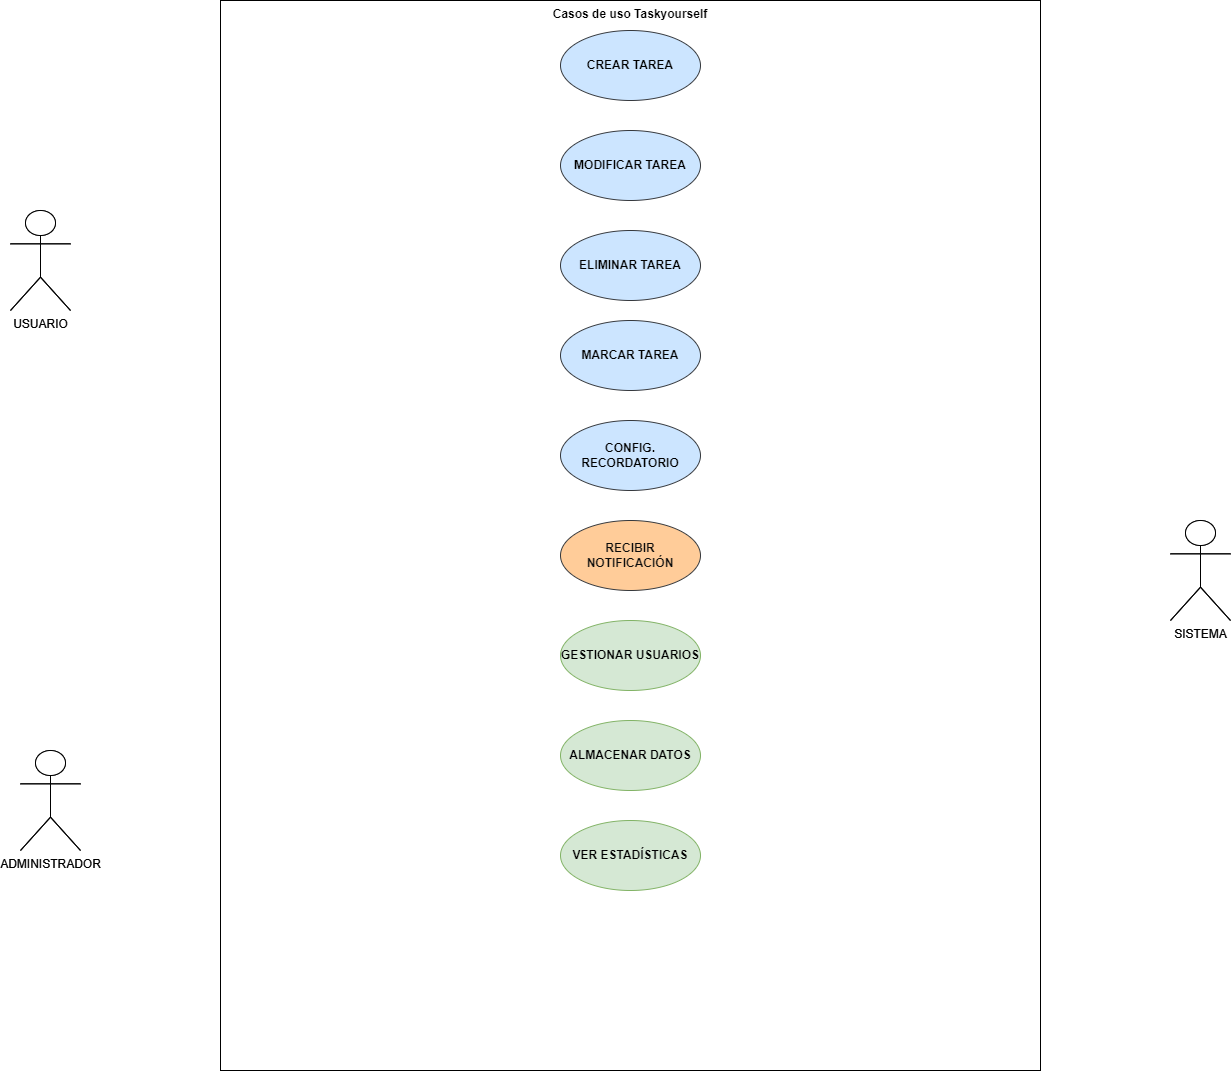 Casos de uso Taskyourself
CREAR TAREA
MODIFICAR TAREA
USUARIO
ELIMINAR TAREA
MARCAR TAREA
CONFIG.
RECORDATORIO
RECIBIR
NOTIFICACIÓN
SISTEMA
GESTIONAR USUARIOS
ALMACENAR DATOS
ADMINISTRADOR
VER ESTADÍSTICAS